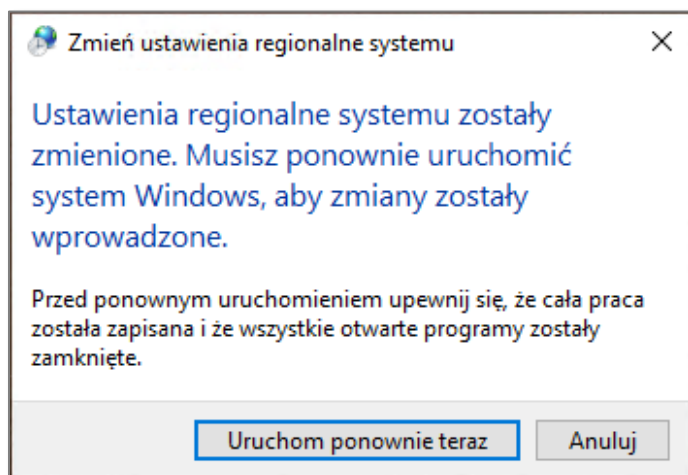 Zmień ustawienia regionalne systemu
Ustawienia regionalne systemu zostały
zmienione. Musisz ponownie uruchomić
system Windows, aby zmiany zostały
wprowadzone.
Przed ponownym uruchomieniem upewnij się, że cała praca
została zapisana i że wszystkie otwarte programy zostały
zamknięte.
Uruchom ponownie teraz
Anuluj